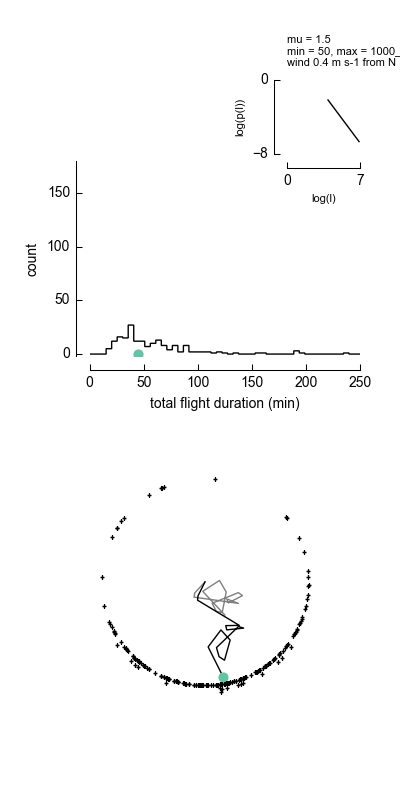 mu = 1.5
min = 50, max = 1000_
wind 0.4 m s-1 from N
0
log(p(l))
−8
0 7
log(l)
150
100
50
0
count
0 50 100 150 200 250
total flight duration (min)